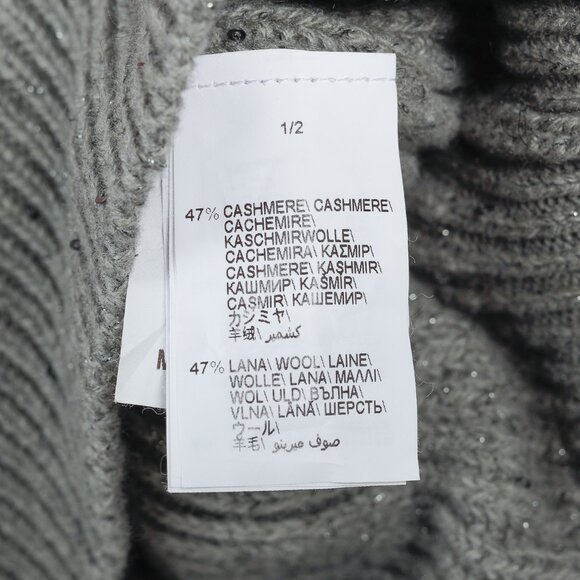 1/2
47% CASHMERE\ CASHMERE\
CACHEMIRE\
KASCHMIRWOLLE\
CACHEMIRA\ ΚΑΣΜΙΡ\
CASHMERE\ KASHMIR\
КАШМИР\ KAŠMIR\
CAŞMIR\ КАШЕМИР\
カシミヤ\
羊绒\ كشمير\
47% LANA\ WOOL\ LAINE\
WOLLE\ LANA\ ΜΑΛΛΙ\
WOL\ ULD\ ВЪЛНА\
VLNA\ LÂNĂ\ ШЕРСТЬ\
ウール\
羊毛\ صوف ميرينو\
M